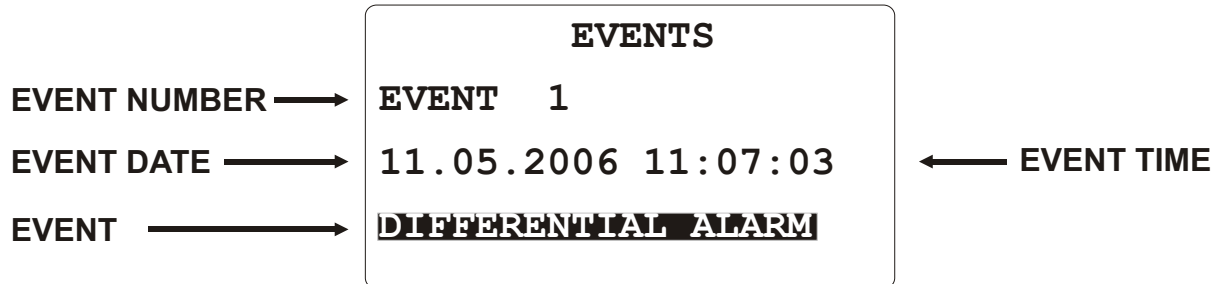 EVENTS
EVENT NUMBER EVENT 1
EVENT DATE 11.05.2006 11:07:03 EVENT TIME
EVENT DIFFERENTIAL ALARM